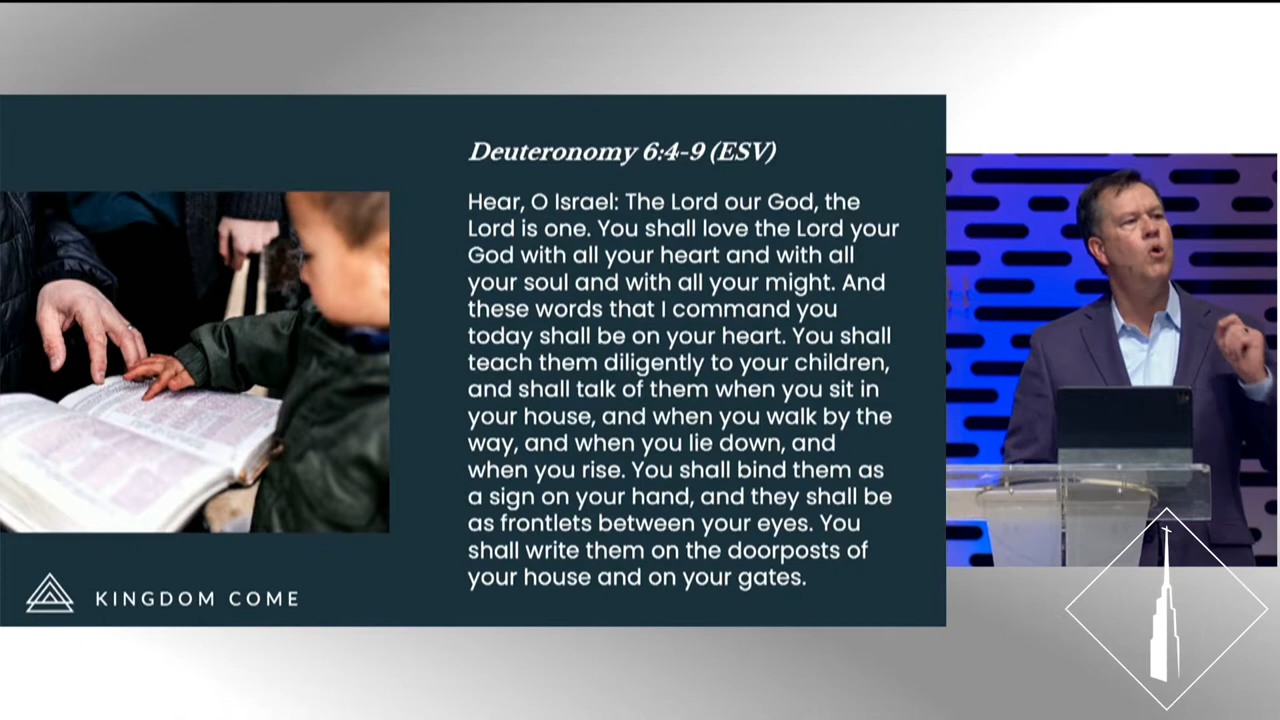 Deuteronomy 6:4-9 (ESV)
Hear, O Israel: The Lord our God, the
Lord is one. You shall love the Lord your
God with all your heart and with all
your soul and with all your might. And
these words that I command you
today shall be on your heart. You shall
teach them diligently to your children,
and shall talk of them when you sit in
your house, and when you walk by the
way, and when you lie down, and
when you rise. You shall bind them as
a sign on your hand, and they shall be
as frontlets between your eyes. You
shall write them on the doorposts of
your house and on your gates.
KINGDOM COME